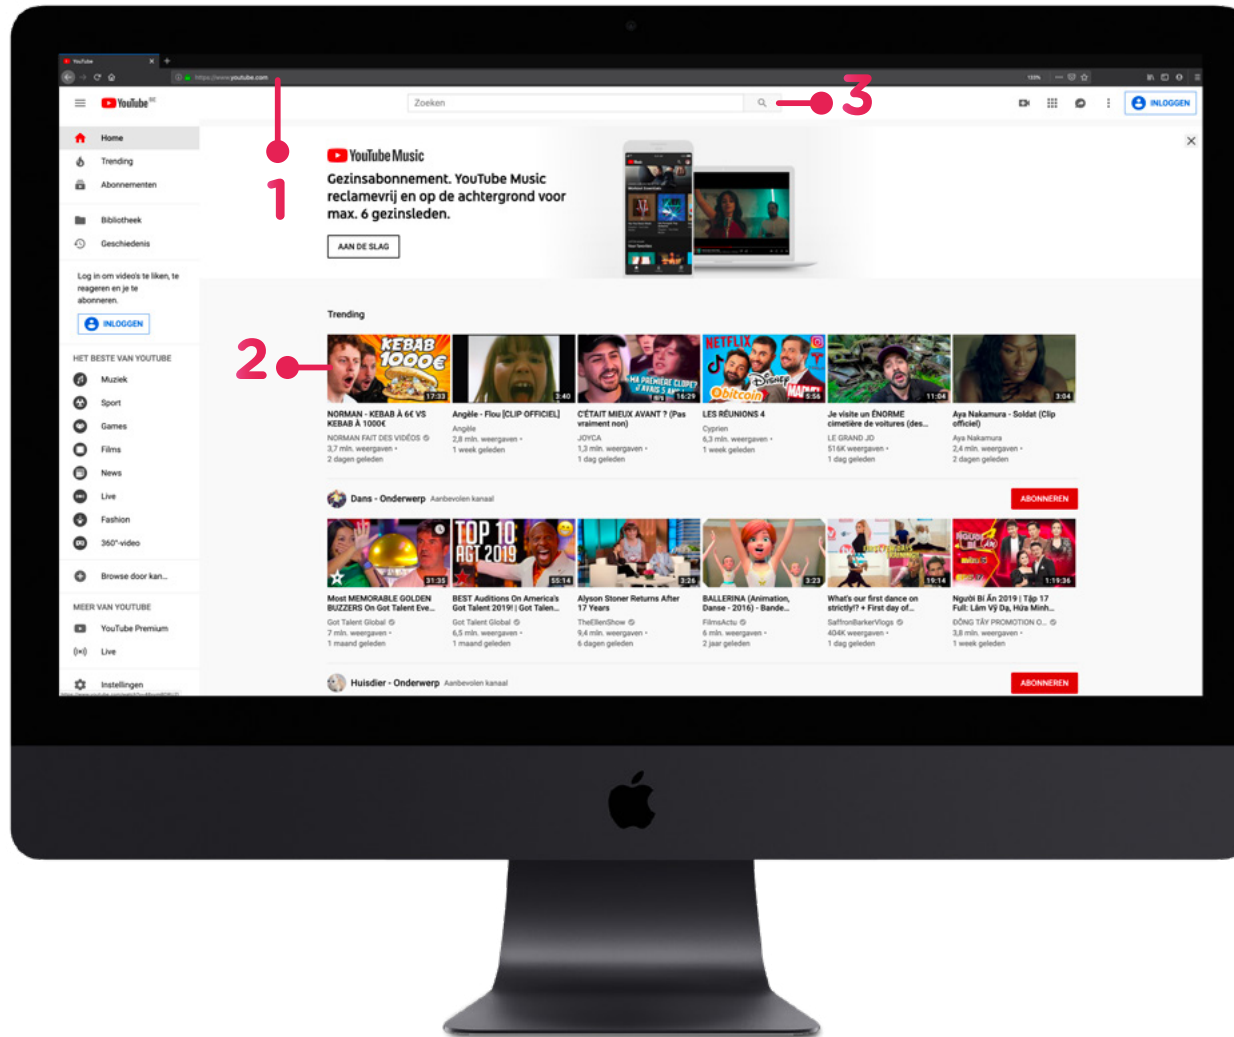 YouTube
https://www.youtube.com
133%
YouTube BE
Zoeken
3
INLOGGEN
Home
Trending
Abonnementen
Bibliotheek
Geschiedenis
Log in om video's te liken, te
reageren en je te
abonneren.
INLOGGEN
HET BESTE VAN YOUTUBE
Muziek
Sport
Games
Films
News
Live
Fashion
360°-video
Browse door kan...
MEER VAN YOUTUBE
YouTube Premium
Live
Instellingen
1
YouTube Music
Gezinsabonnement. YouTube Music
reclamevrij en op de achtergrond voor
max. 6 gezinsleden.
AAN DE SLAG
Trending
2
KEBAB
1000€
17:33
NORMAN - KEBAB À 6€ VS
KEBAB À 1000€
NORMAN FAIT DES VIDÉOS
3,7 mln. weergaven •
2 dagen geleden
3:40
Angèle - Flou [CLIP OFFICIEL]
Angèle
2,8 mln. weergaven •
1 week geleden
MA PREMIÈRE CLOPE?
J'AVAIS 5 ANS
16:29
C'ÉTAIT MIEUX AVANT ? (Pas
vraiment non)
JOYCA
1,3 mln. weergaven •
1 dag geleden
NETFLIX
Disney
bitcoin
5:56
LES RÉUNIONS 4
Cyprien
6,3 mln. weergaven •
1 week geleden
11:04
Je visite un ÉNORME
cimetière de voitures (des...
LE GRAND JD
516K weergaven •
1 dag geleden
3:04
Aya Nakamura - Soldat (Clip
officiel)
Aya Nakamura
2,4 mln. weergaven •
2 dagen geleden
Dans - Onderwerp Aanbevolen kanaal
ABONNEREN
31:35
Most MEMORABLE GOLDEN
BUZZERS On Got Talent Eve...
Got Talent Global
7 mln. weergaven •
1 maand geleden
TOP 10
AGT 2019
55:14
BEST Auditions On America's
Got Talent 2019! | Got Talen...
Got Talent Global
6,5 mln. weergaven •
1 maand geleden
3:26
Alyson Stoner Returns After
17 Years
TheEllenShow
9,4 mln. weergaven •
6 dagen geleden
3:23
BALLERINA (Animation,
Danse - 2016) - Bande...
FilmsActu
6 mln. weergaven •
2 jaar geleden
19:14
What's our first dance on
strictly!? + First day of...
SaffronBarkerVlogs
404K weergaven •
1 dag geleden
NGƯỜI
BÍ ẨN
1:19:36
Người Bí Ẩn 2019 | Tập 17
Full: Lâm Vỹ Dạ, Hứa Minh...
ĐÔNG TÂY PROMOTION O...
3,8 mln. weergaven •
1 week geleden
Huisdier - Onderwerp Aanbevolen kanaal
ABONNEREN